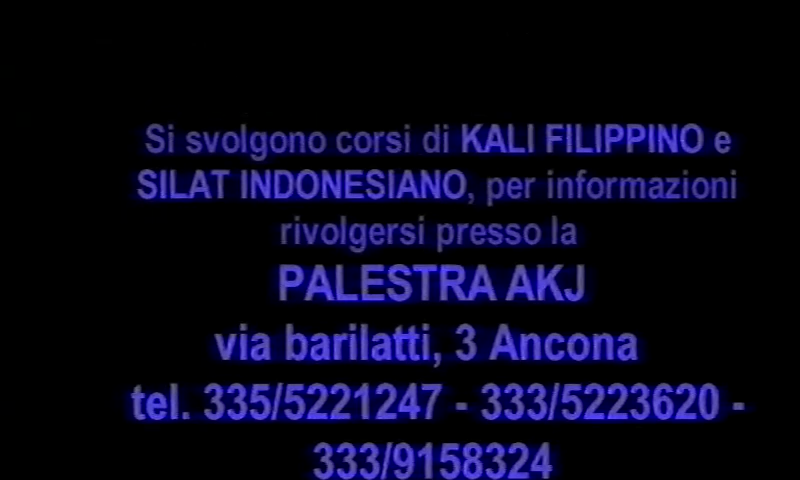 Si svolgono corsi di KALI FILIPPINO e
SILAT INDONESIANO, per informazioni
rivolgersi presso la
PALESTRA AKJ
via barilatti, 3 Ancona
tel. 335/5221247 - 333/5223620 -
333/9158324